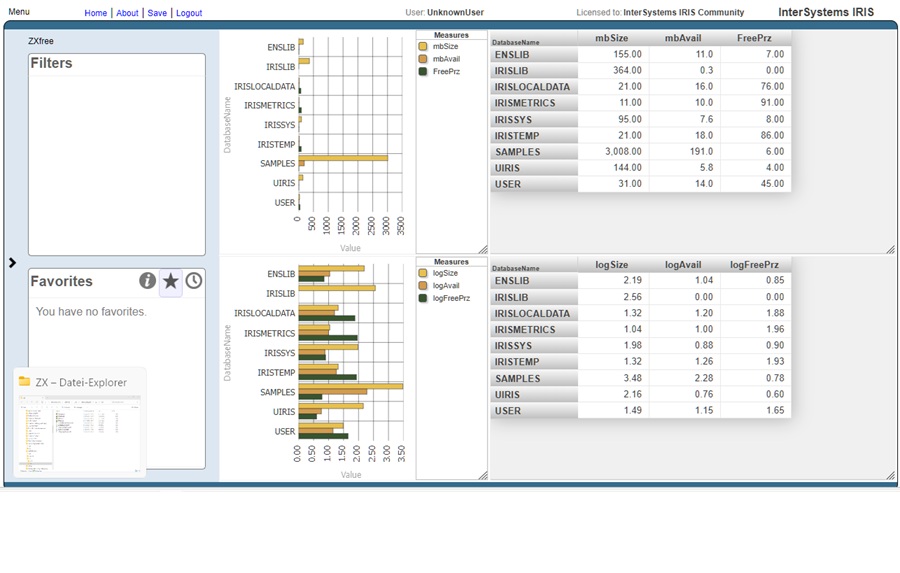 Menu
Home | About | Save | Logout
User: UnknownUser
Licensed to: InterSystems IRIS Community
InterSystems IRIS
ZXfree
Filters
DatabaseName
ENSLIB
IRISLIB
IRISLOCALDATA
IRISMETRICS
IRISSYS
IRISTEMP
SAMPLES
UIRIS
USER
0 500 1000 1500 2000 2500 3000 3500
Value
Measures
mbSize
mbAvail
FreePrz
DatabaseName mbSize mbAvail FreePrz
ENSLIB 155.00 11.0 7.00
IRISLIB 364.00 0.3 0.00
IRISLOCALDATA 21.00 16.0 76.00
IRISMETRICS 11.00 10.0 91.00
IRISSYS 95.00 7.6 8.00
IRISTEMP 21.00 18.0 86.00
SAMPLES 3,008.00 191.0 6.00
UIRIS 144.00 5.8 4.00
USER 31.00 14.0 45.00
Favorites
You have no favorites.
ZX – Datei-Explorer
DatabaseName
ENSLIB
IRISLIB
IRISLOCALDATA
IRISMETRICS
IRISSYS
IRISTEMP
SAMPLES
UIRIS
USER
0.00 0.50 1.00 1.50 2.00 2.50 3.00 3.50
Value
Measures
logSize
logAvail
logFreePrz
DatabaseName logSize logAvail logFreePrz
ENSLIB 2.19 1.04 0.85
IRISLIB 2.56 0.00 0.00
IRISLOCALDATA 1.32 1.20 1.88
IRISMETRICS 1.04 1.00 1.96
IRISSYS 1.98 0.88 0.90
IRISTEMP 1.32 1.26 1.93
SAMPLES 3.48 2.28 0.78
UIRIS 2.16 0.76 0.60
USER 1.49 1.15 1.65